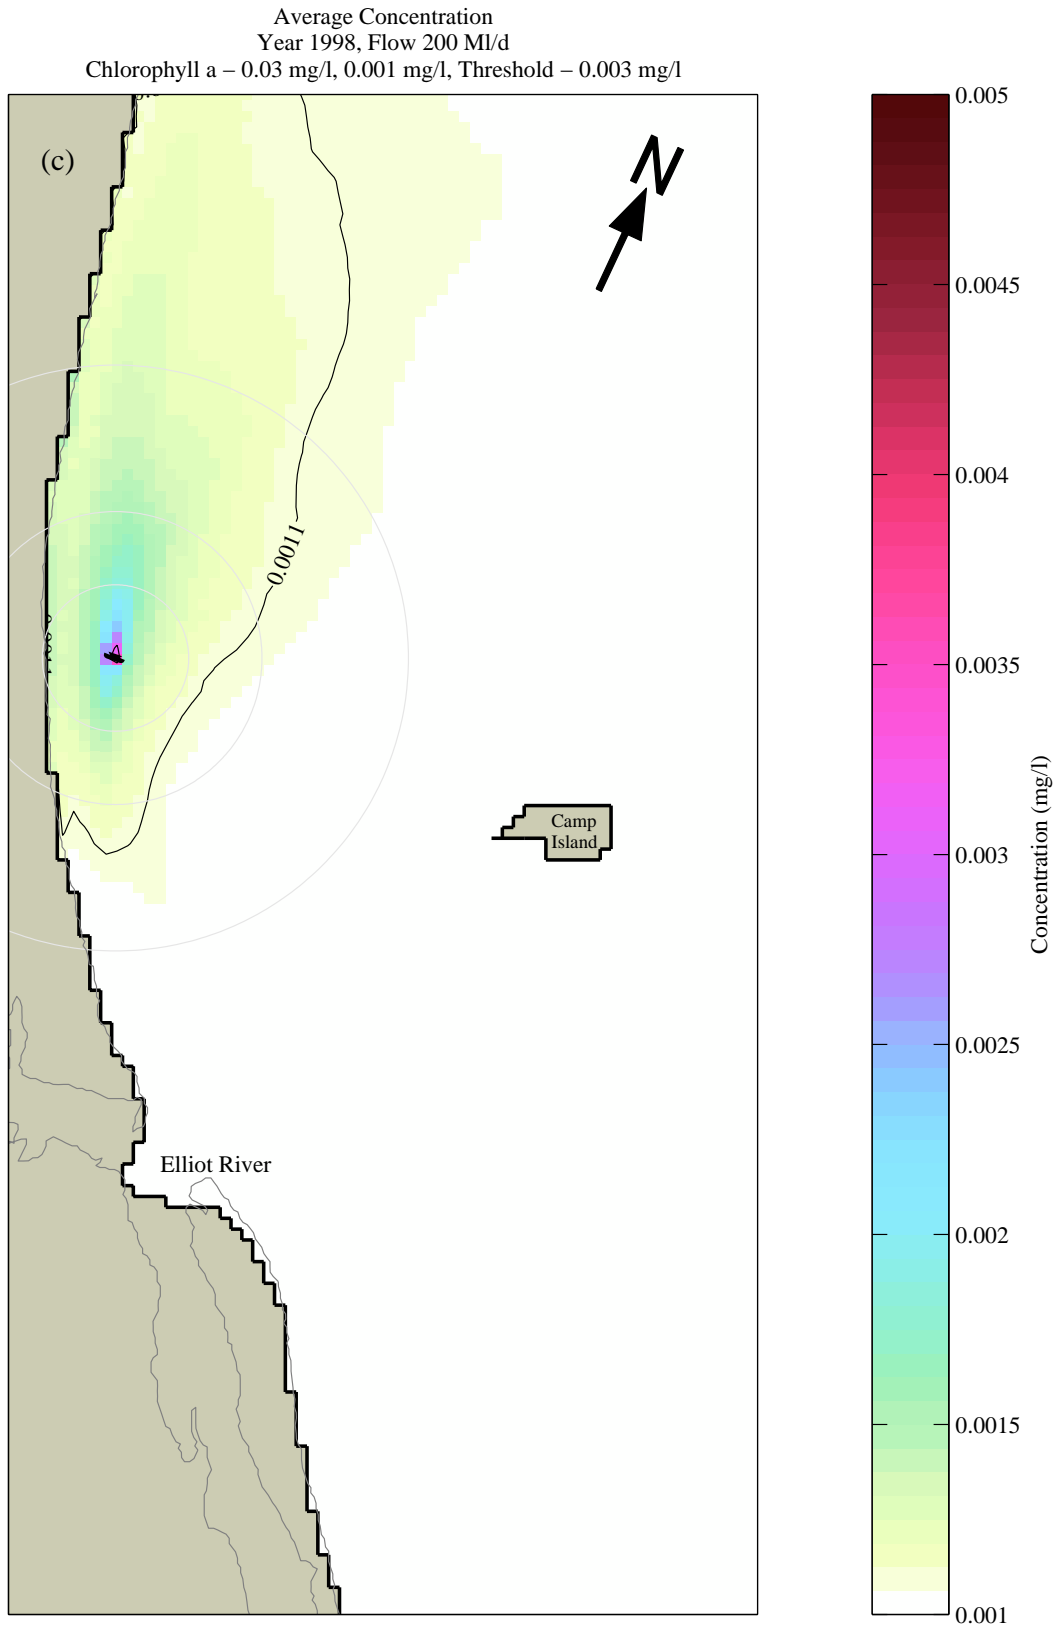 Average Concentration
Year 1998, Flow 200 Ml/d
Chlorophyll a – 0.03 mg/l, 0.001 mg/l, Threshold – 0.003 mg/l
(c)
N
0.0011
Camp
Island
Elliot River
0.005
0.0045
0.004
0.0035
0.003
0.0025
0.002
0.0015
0.001
Concentration (mg/l)